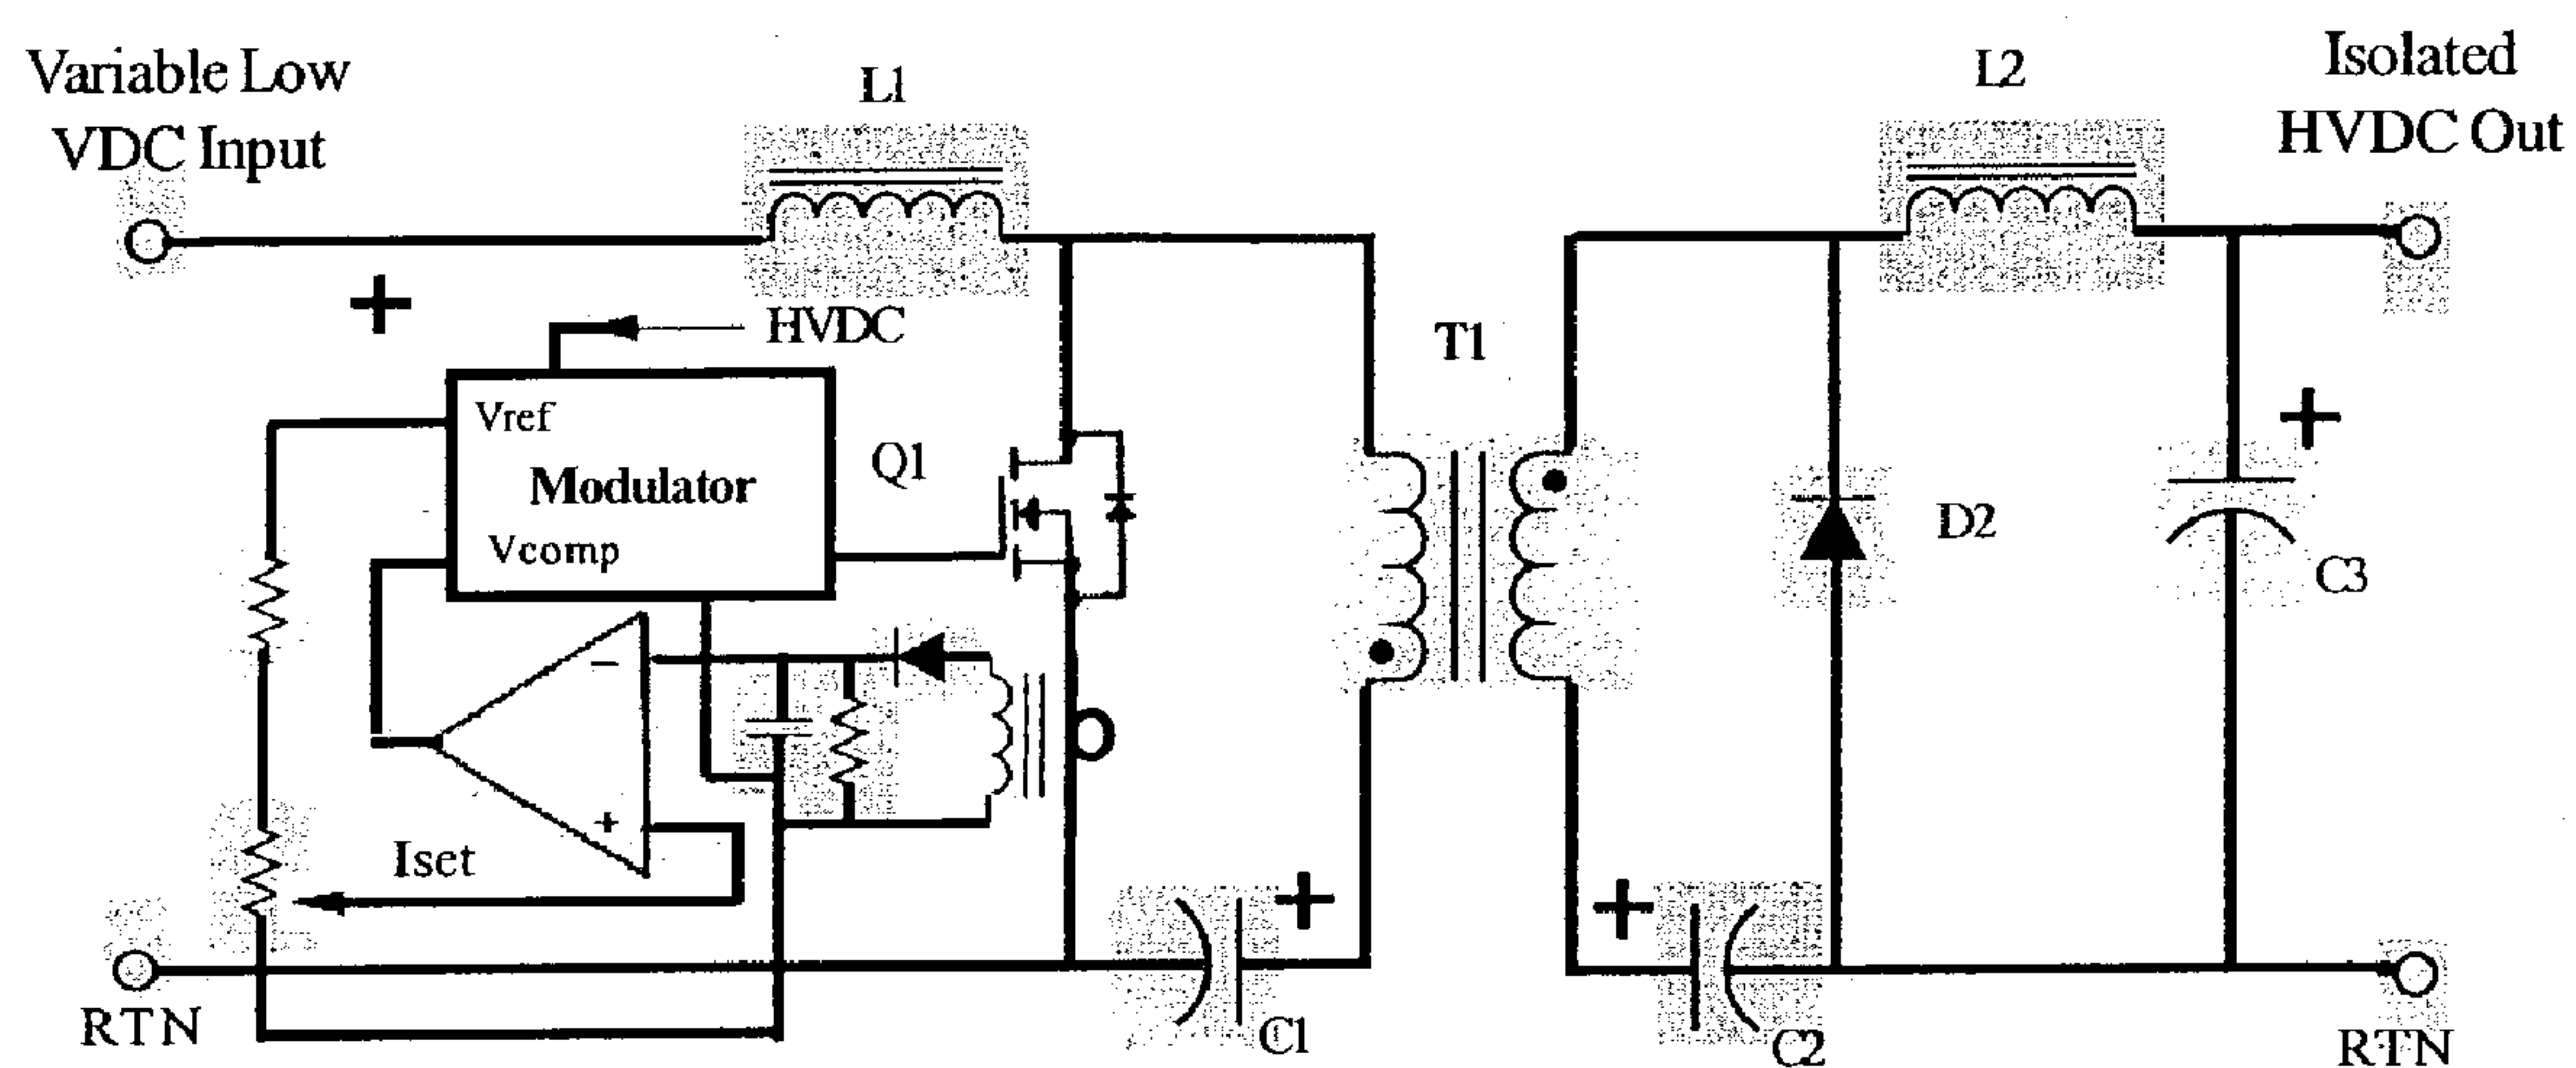 Variable Low
VDC Input
L1
L2
Isolated
HVDC Out
+
HVDC
T1
Vref
Modulator
Vcomp
Q1
+
D2
C3
−
+
Iset
+
+
RTN
C1
C2
RTN